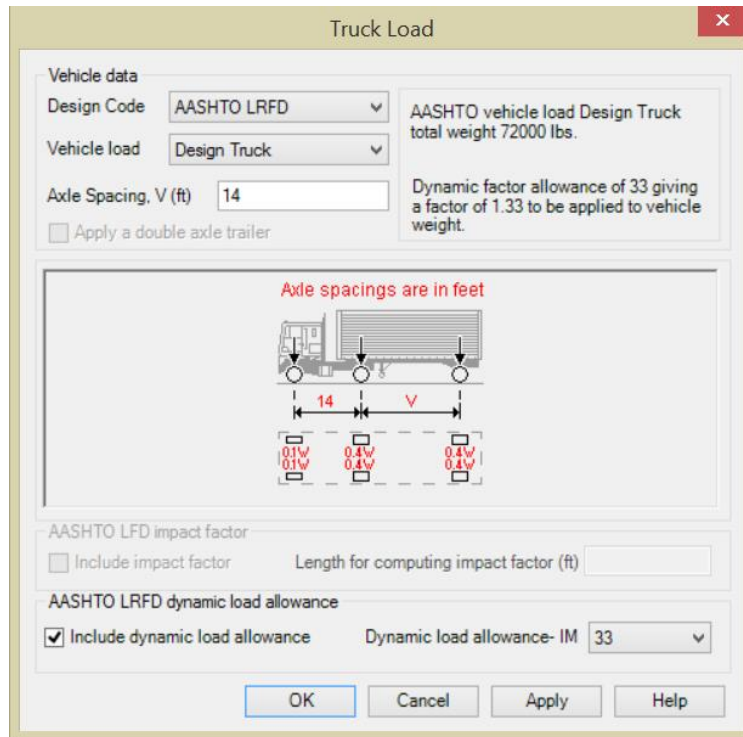 Truck Load
x
Vehicle data
Design Code AASHTO LRFD
Vehicle load Design Truck
Axle Spacing, V (ft) 14
Apply a double axle trailer
AASHTO vehicle load Design Truck
total weight 72000 lbs.
Dynamic factor allowance of 33 giving
a factor of 1.33 to be applied to vehicle
weight.
Axle spacings are in feet
14 V
0.1W 0.4W 0.4W
0.1W 0.4W 0.4W
AASHTO LFD impact factor
Include impact factor Length for computing impact factor (ft)
AASHTO LRFD dynamic load allowance
Include dynamic load allowance Dynamic load allowance- IM 33
OK Cancel Apply Help